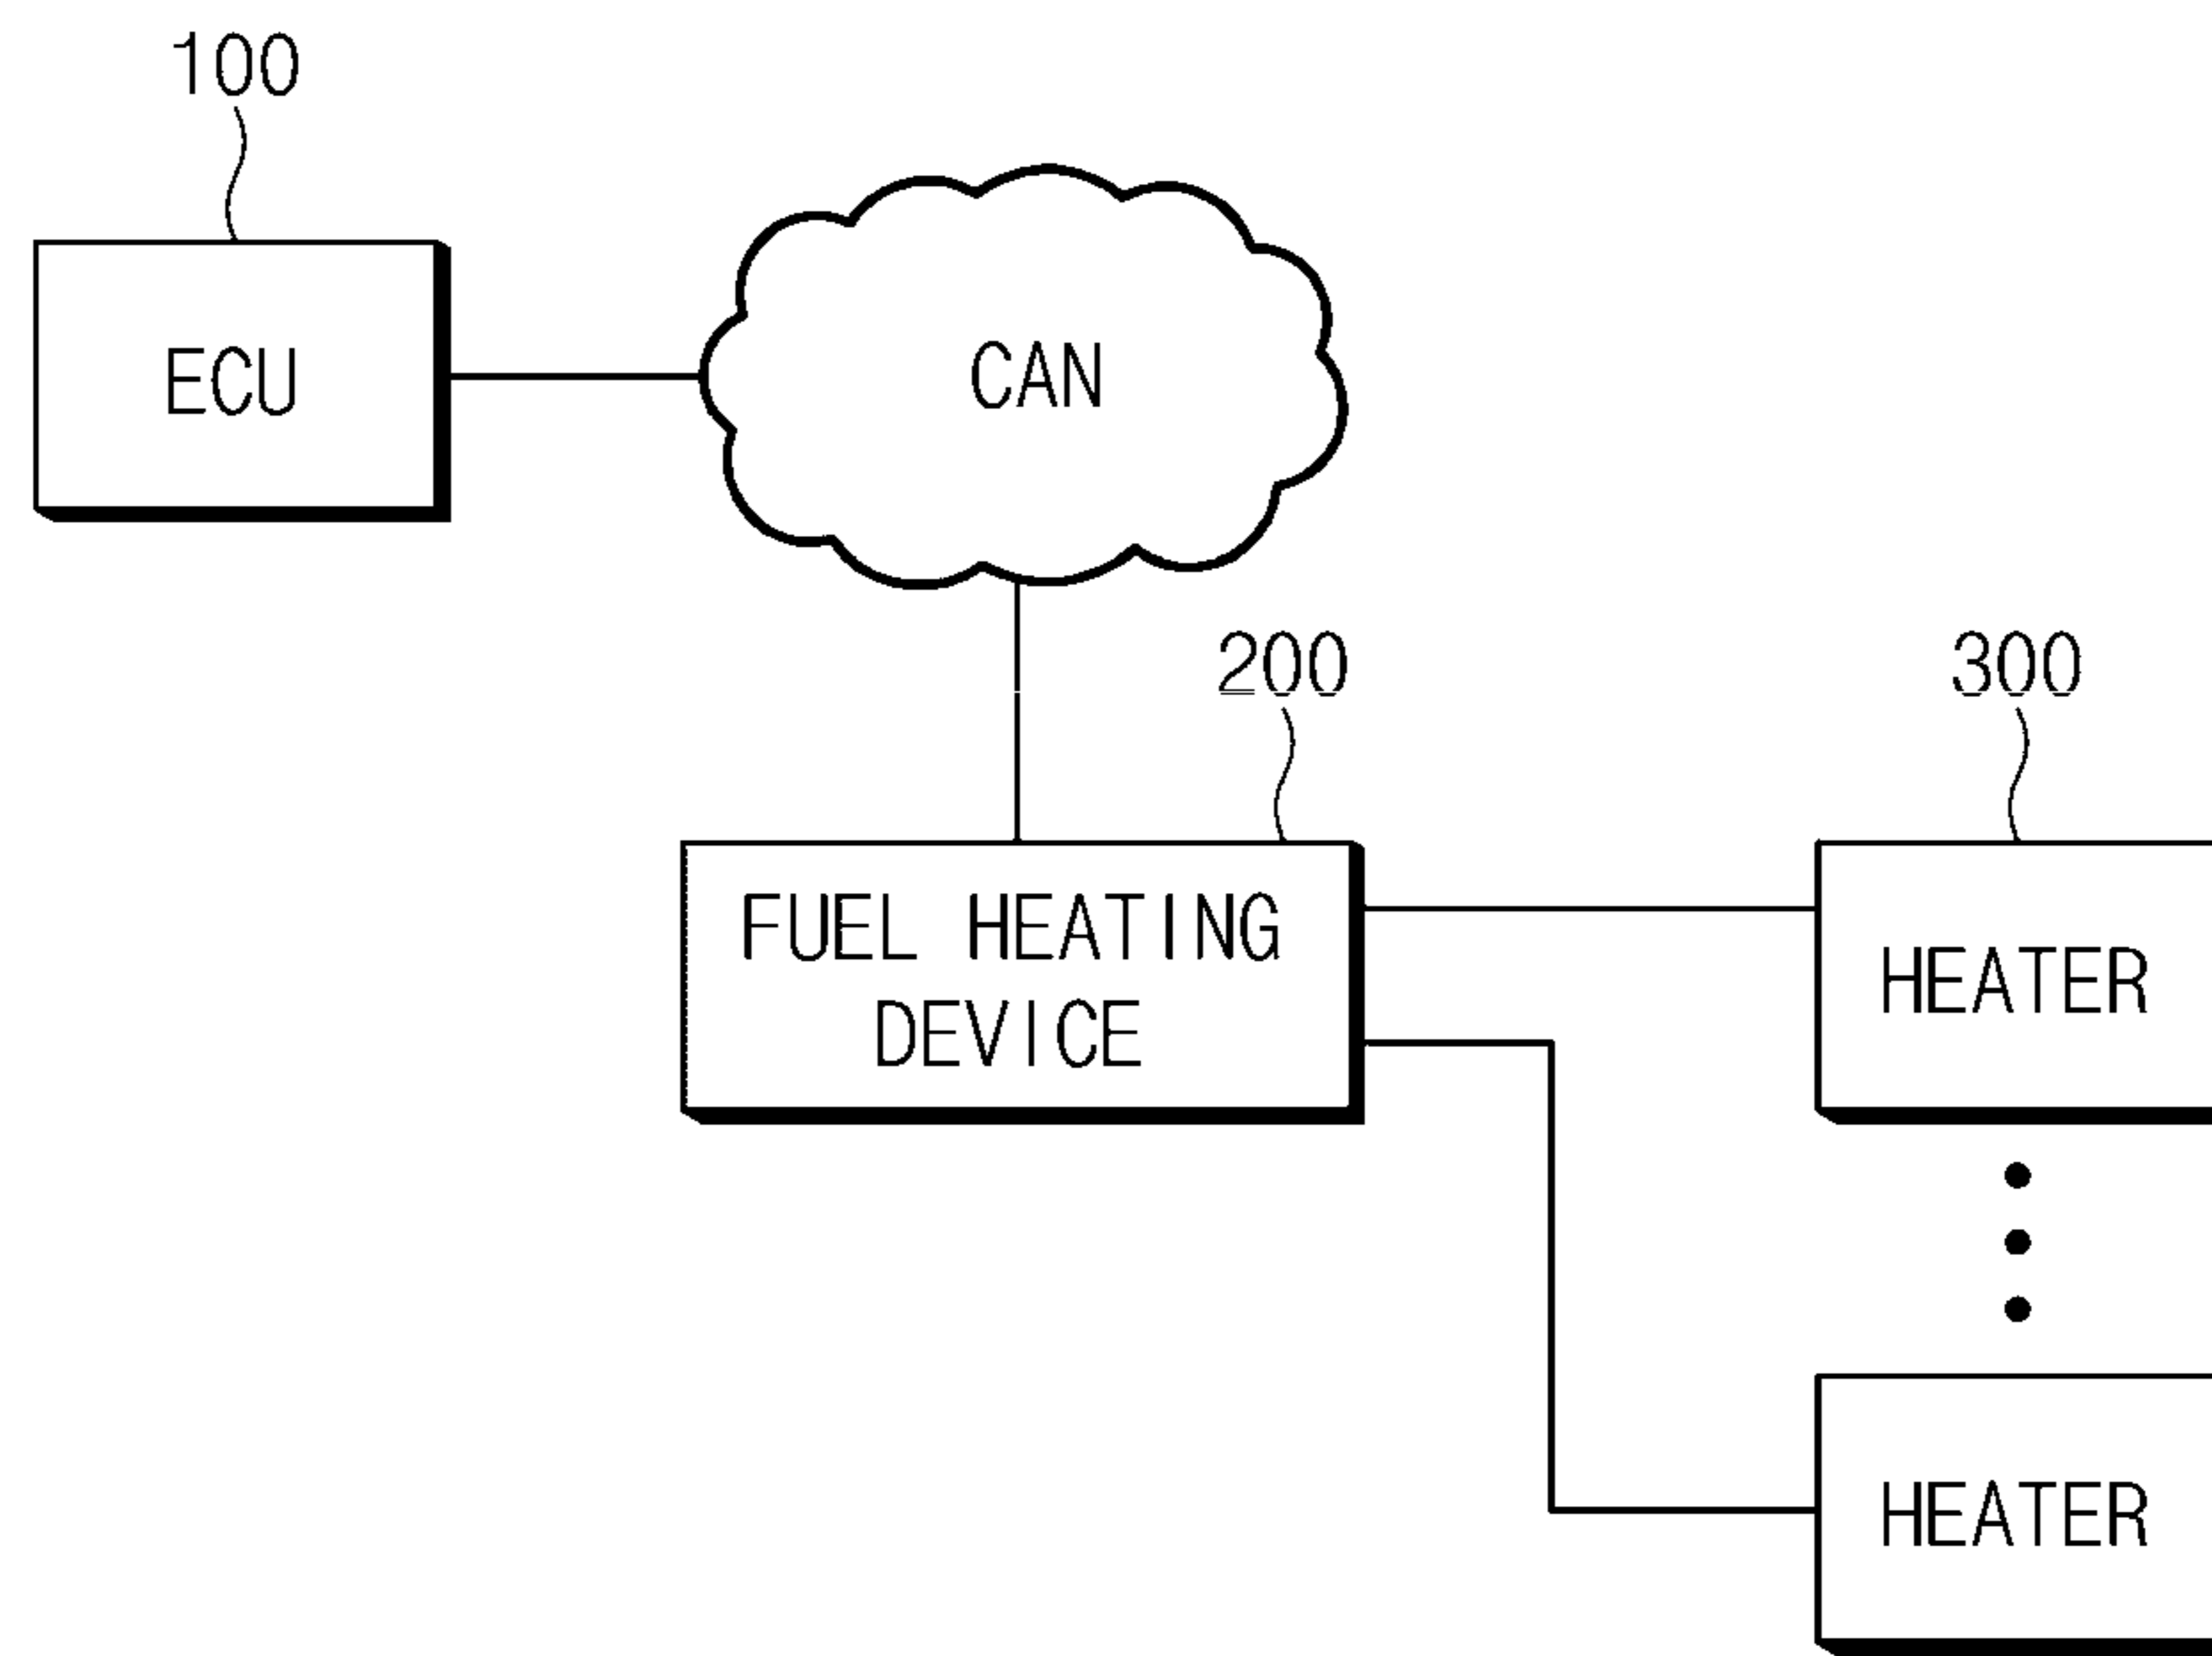 100
ECU
CAN
200
300
FUEL HEATING
DEVICE
HEATER
HEATER